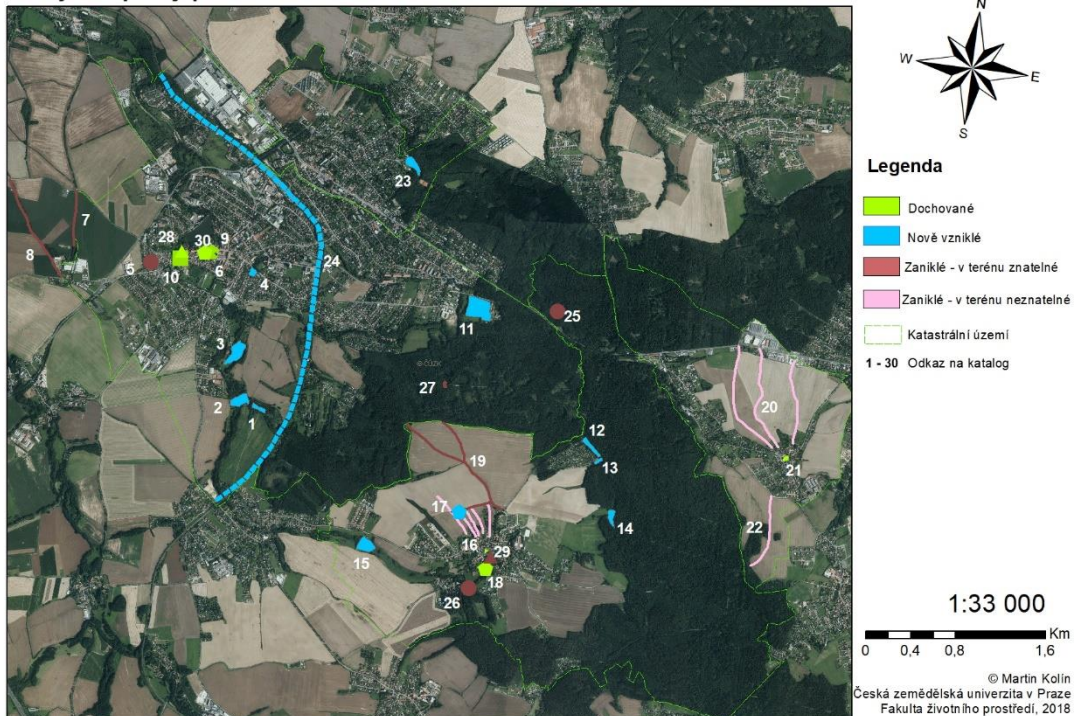 N
W
E
S
Legenda
Dochované
Nově vzniklé
Zaniklé - v terénu znatelné
Zaniklé - v terénu neznatelné
Katastrální území
1 - 30 Odkaz na katalog
23
7
28
30
9
8
5
10
6
4
24
11
25
3
27
2
1
12
20
13
19
21
17
14
22
16
29
15
18
26
1:33 000
0 0,4 0,8 1,6 Km
© Martin Kolín
Česká zemědělská univerzita v Praze
Fakulta životního prostředí, 2018